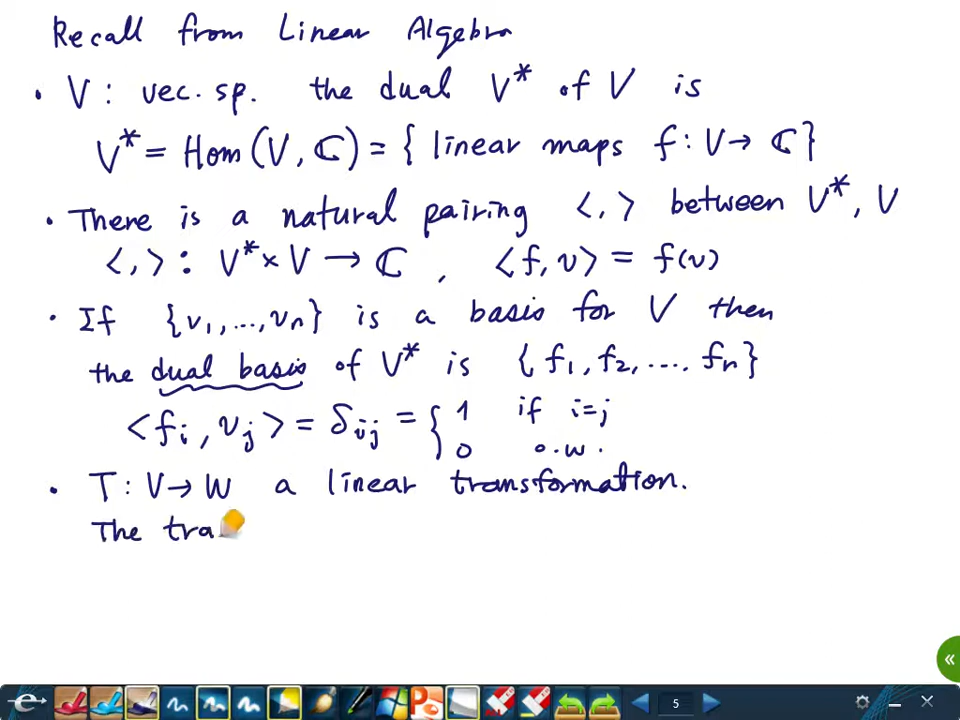 Recall from Linear Algebra
• V : vec. sp. the dual V* of V is
V* = Hom (V, ℂ) = { linear maps f : V → ℂ }
• There is a natural pairing < , > between V*, V
< , > : V* × V → ℂ , < f, v > = f(v)
• If {v₁, ..., vₙ} is a basis for V then
the dual basis of V* is { f₁, f₂, .... fₙ }
< fᵢ, vⱼ > = δᵢⱼ = { 1 if i=j
0 o.w.
• T : V → W a linear transformation.
The tra
5